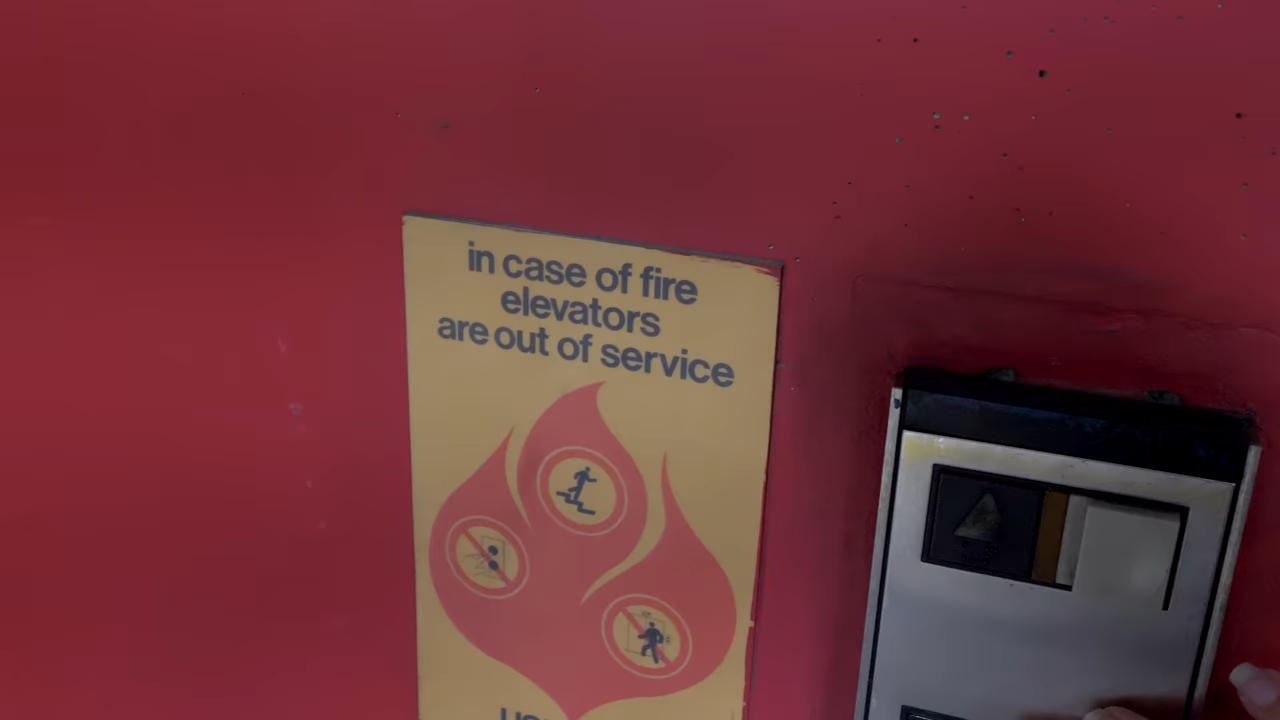 in case of fire
elevators
are out of service